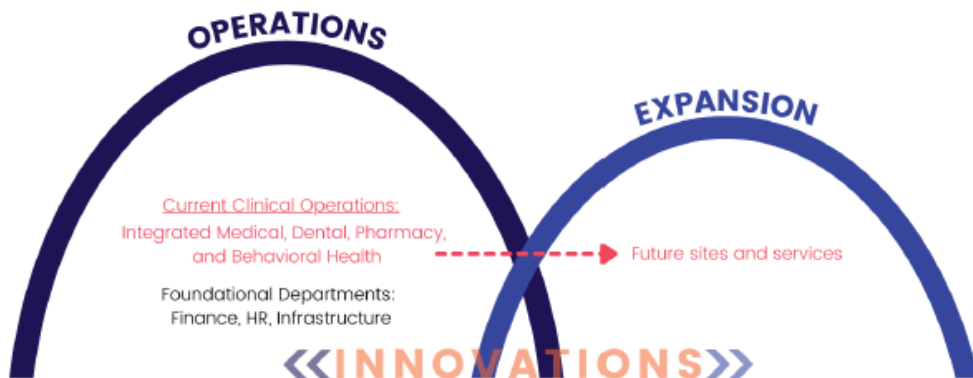 OPERATIONS
EXPANSION
Current Clinical Operations:
Integrated Medical, Dental, Pharmacy,
and Behavioral Health
Future sites and services
Foundational Departments:
Finance, HR, Infrastructure
<<INNOVATIONS>>